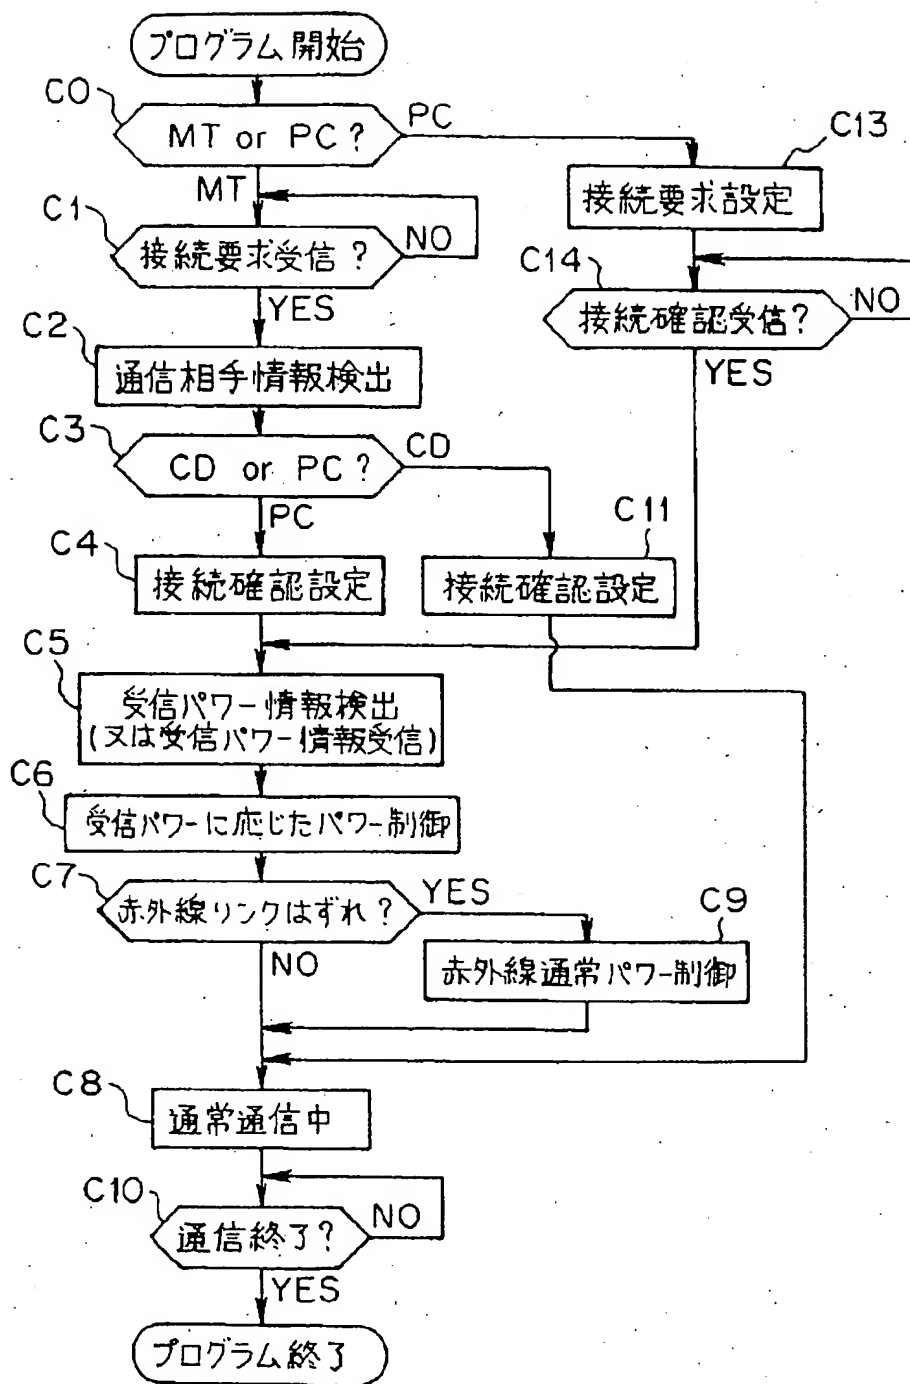 プログラム開始
C0
MT or PC?
PC
MT
C13
接続要求設定
C1
接続要求受信?
NO
C14
接続確認受信?
NO
YES
YES
C2
通信相手情報検出
C3
CD or PC?
CD
PC
C11
接続確認設定
C4
接続確認設定
C5
受信パワー情報検出
(又は受信パワー情報受信)
C6
受信パワーに応じたパワー制御
C7
赤外線リンクはずれ?
YES
NO
C9
赤外線通常パワー制御
C8
通常通信中
C10
通信終了?
NO
YES
プログラム終了